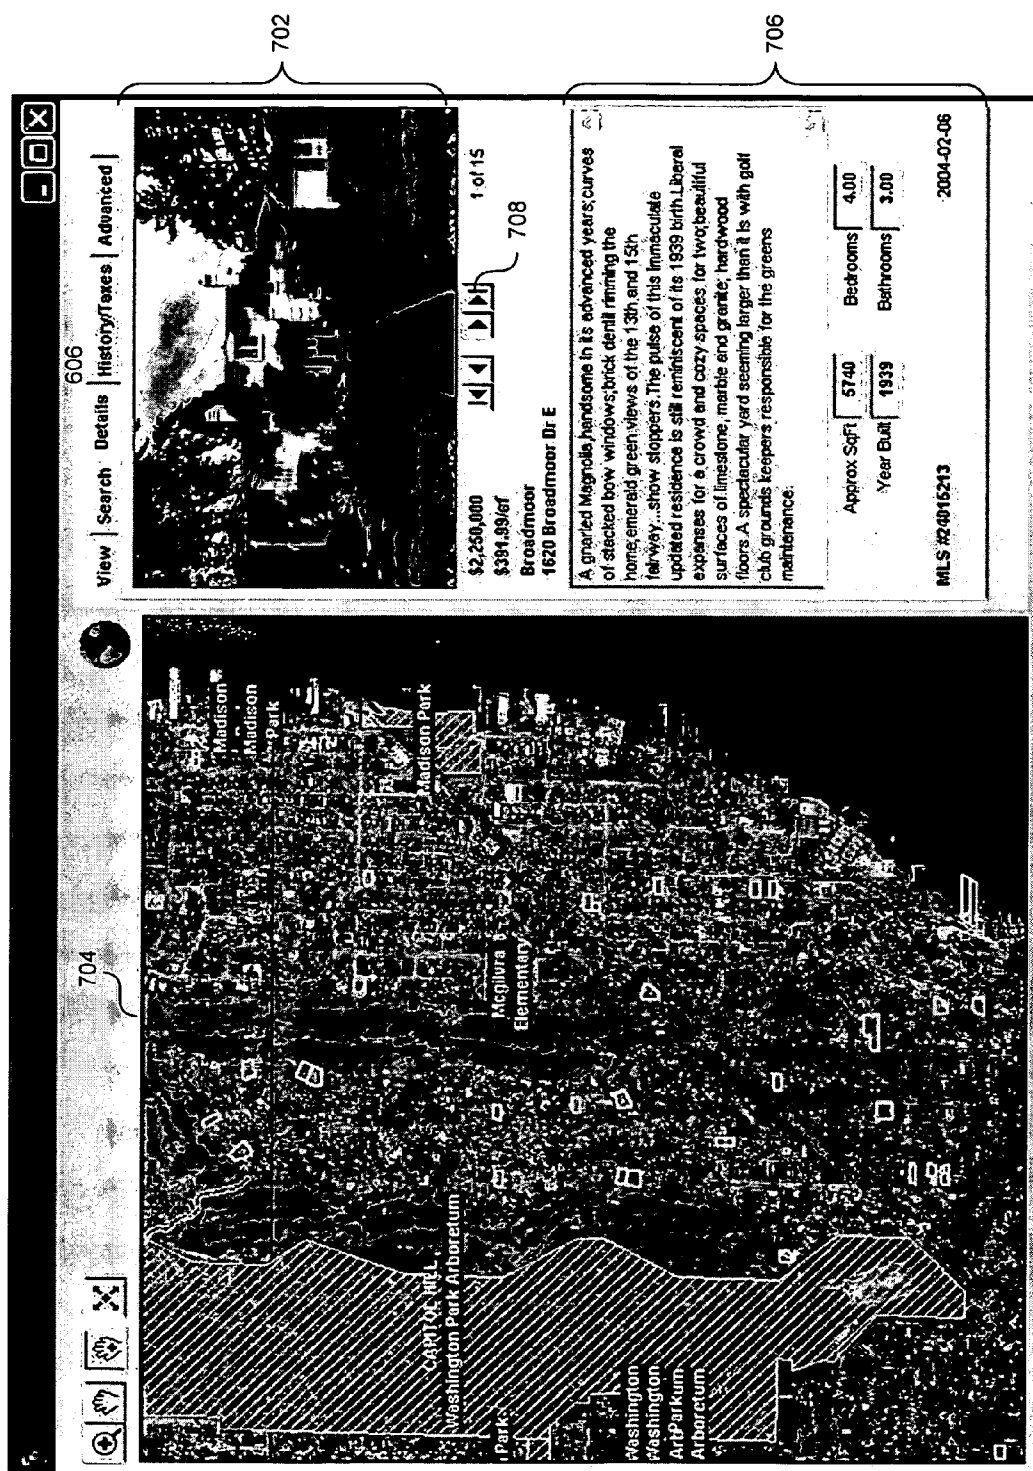 606
View Search Details History/Taxes Advanced
702
704
1 of 15
708
$2,250,000
$391.99/sf
Broadmoor
1620 Broadmoor Dr E
706
A gnarled Magnolia,handsome in its advanced years;curves
of stacked bow windows;brick dentil rimming the
home;emerald green views of the 13th and 15th
fairway...show stoppers.The pulse of this immaculate
updated residence is still reminiscent of its 1939 birth.Liberal
expanses for a crowd and cozy spaces for two;beautiful
surfaces of limestone, marble and granite; hardwood
floors.A spectacular yard seeming larger than it is with golf
club grounds keepers responsible for the greens
maintenance.
Approx SqFt 5740 Bedrooms 4.00
Year Built 1939 Bathrooms 3.00
MLS #24015213 2004-02-06
Madison
Madison
Park
Madison Park
Mcgilvra
Elementary
CAPITOL HILL
Washington Park Arboretum
Park
Washington
Washington
ArbParktum
Arboretum